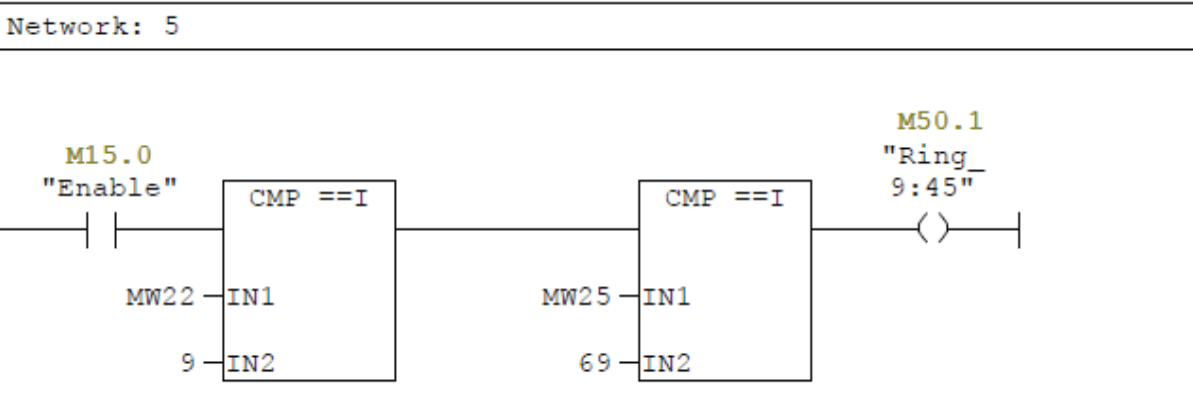 Network: 5
M50.1
M15.0
"Ring_
"Enable"
9:45"
CMP ==I
CMP ==I
MW22
IN1
MW25
IN1
9
IN2
69
IN2